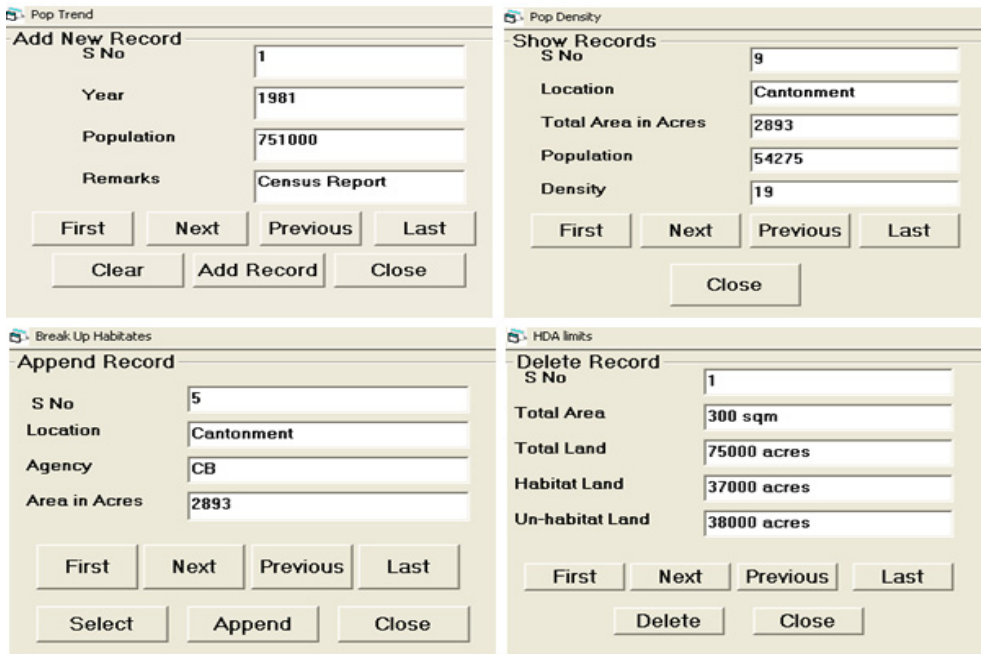 Pop Trend
Add New Record
S No 1
Year 1981
Population 751000
Remarks Census Report
First Next Previous Last
Clear Add Record Close
Pop Density
Show Records
S No 9
Location Cantonment
Total Area in Acres 2893
Population 54275
Density 19
First Next Previous Last
Close
Break Up Habitates
Append Record
S No 5
Location Cantonment
Agency CB
Area in Acres 2893
First Next Previous Last
Select Append Close
HDA limits
Delete Record
S No 1
Total Area 300 sqm
Total Land 75000 acres
Habitat Land 37000 acres
Un-habitat Land 38000 acres
First Next Previous Last
Delete Close